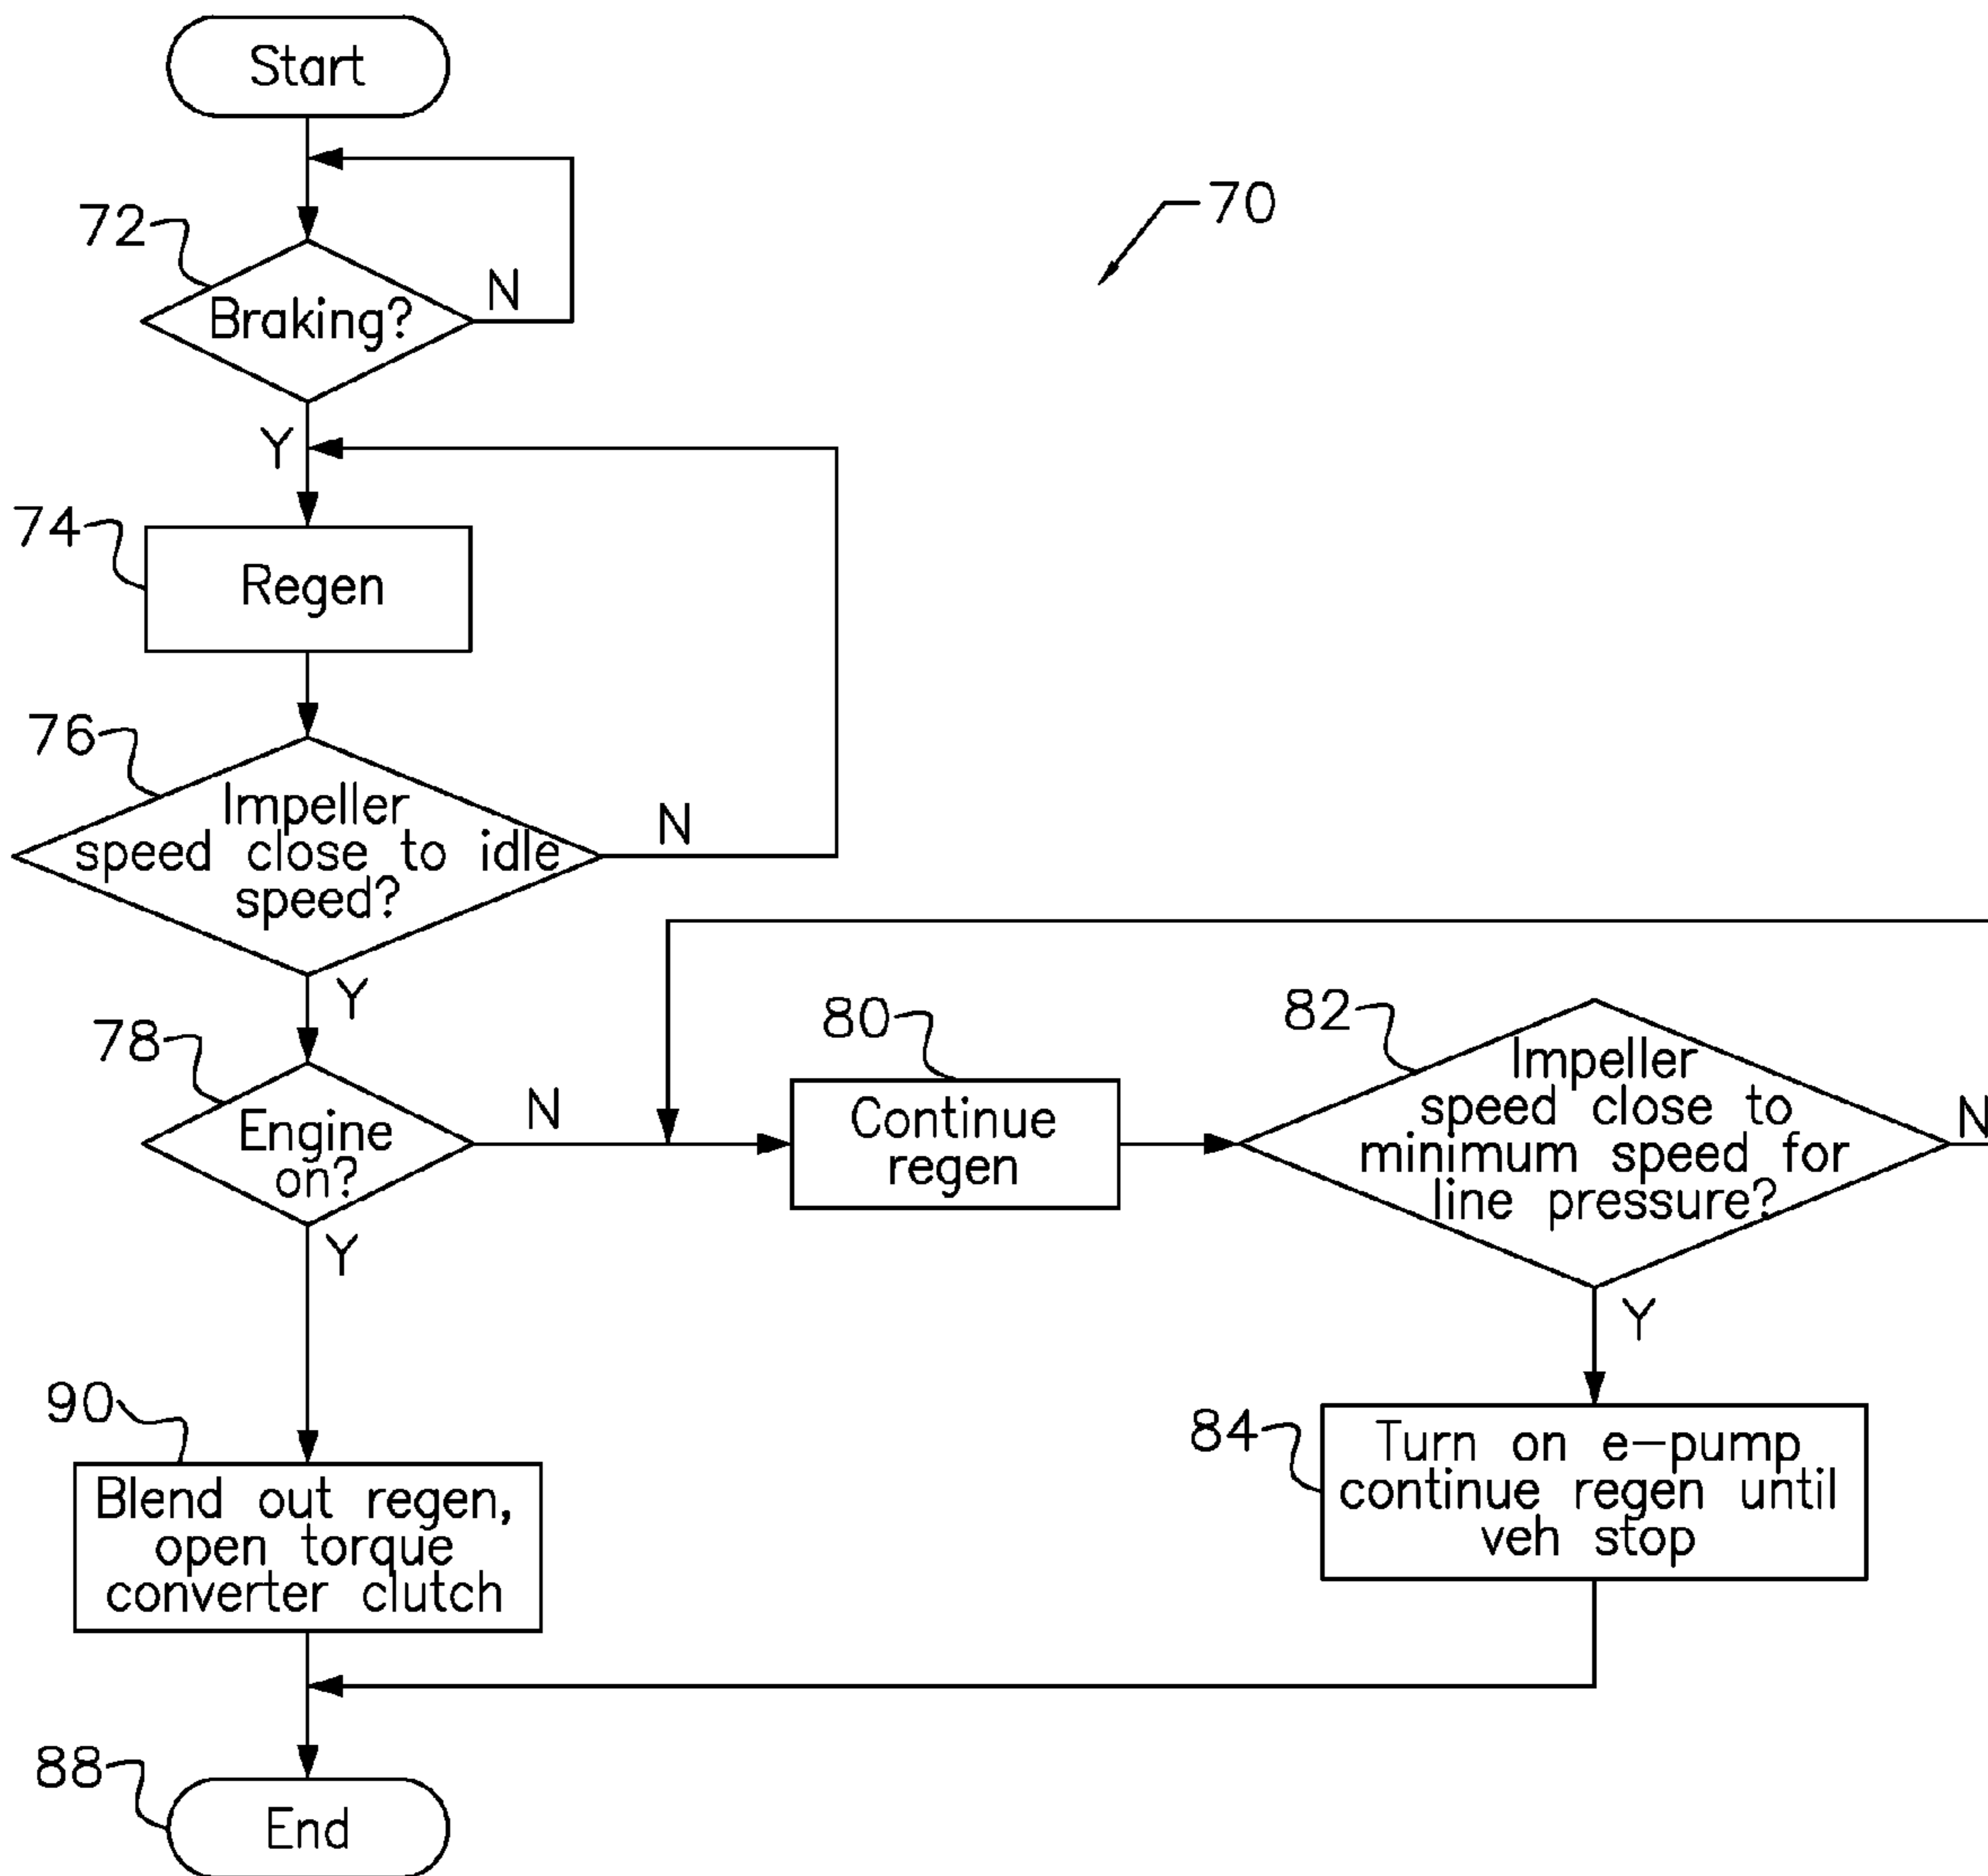 Start
70
72
Braking?
N
Y
74
Regen
76
Impeller
speed close to idle
speed?
N
Y
78
Engine
on?
N
Y
80
Continue
regen
82
Impeller
speed close to
minimum speed for
line pressure?
N
Y
84
Turn on e-pump
continue regen until
veh stop
90
Blend out regen,
open torque
converter clutch
88
End